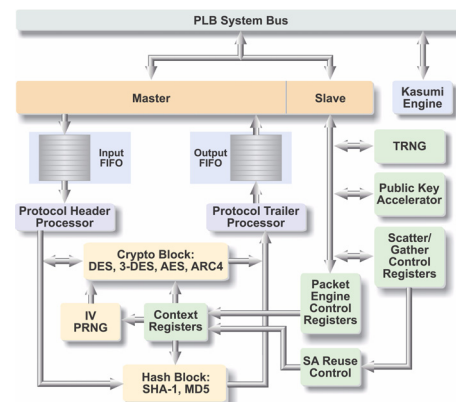 PLB System Bus
Master
Slave
Kasumi
Engine
Input
FIFO
Output
FIFO
TRNG
Public Key
Accelerator
Protocol Header
Processor
Protocol Trailer
Processor
Scatter/
Gather
Control
Registers
Crypto Block:
DES, 3-DES, AES, ARC4
IV
PRNG
Context
Registers
Packet
Engine
Control
Registers
SA Reuse
Control
Hash Block:
SHA-1, MD5